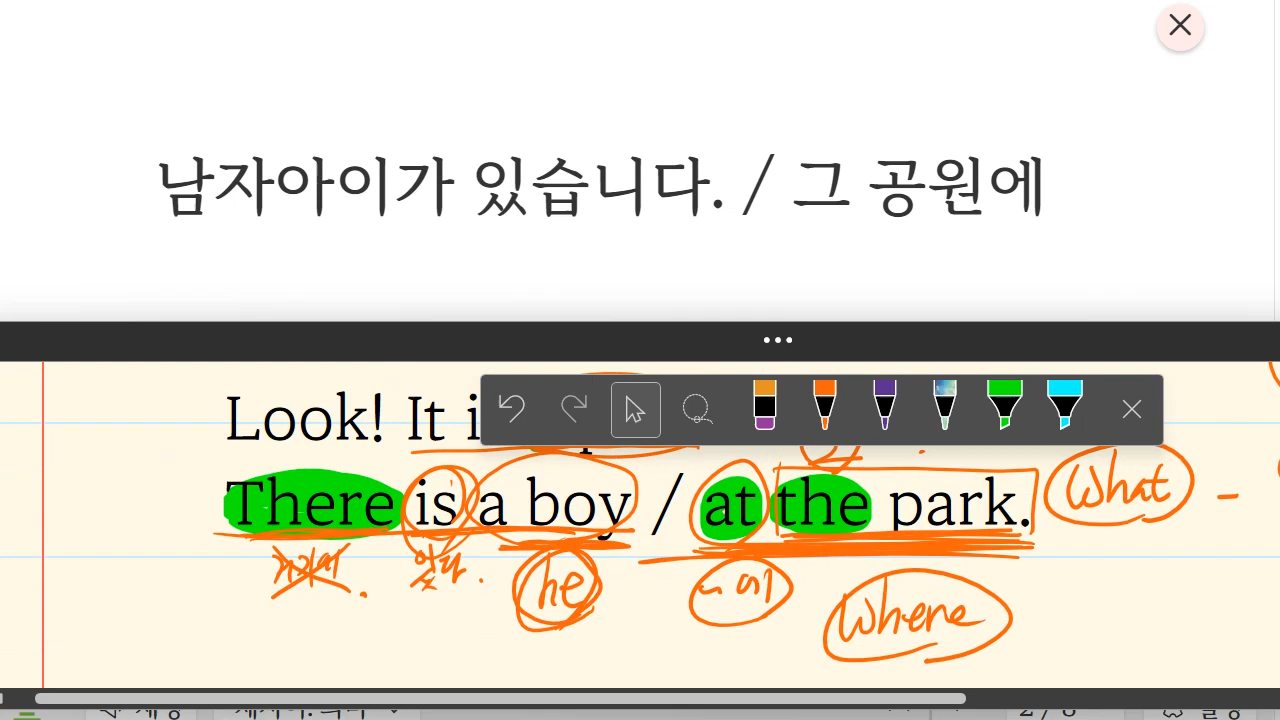 남자아이가 있습니다. / 그 공원에
Look! It i
There is a boy / at the park. What -
거기에. 있다. he ~에 Where